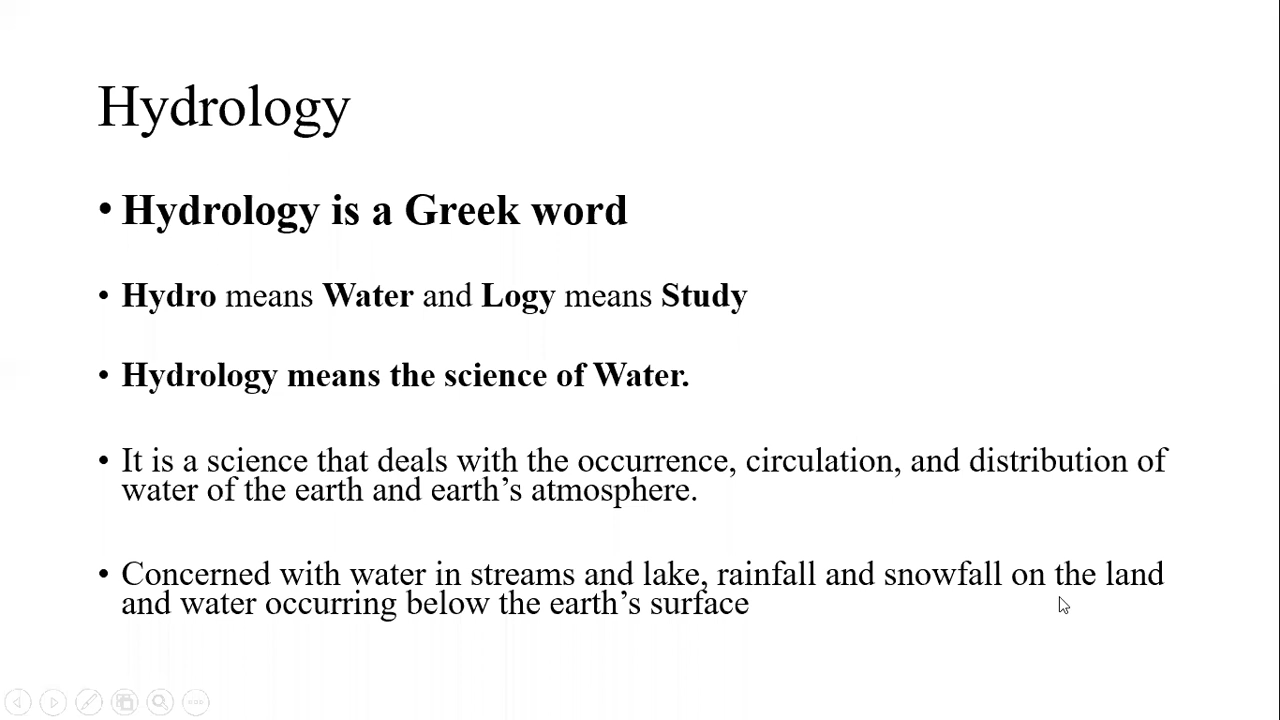 Hydrology
• Hydrology is a Greek word
• Hydro means Water and Logy means Study
• Hydrology means the science of Water.
• It is a science that deals with the occurrence, circulation, and distribution of
water of the earth and earth’s atmosphere.
• Concerned with water in streams and lake, rainfall and snowfall on the land
and water occurring below the earth’s surface